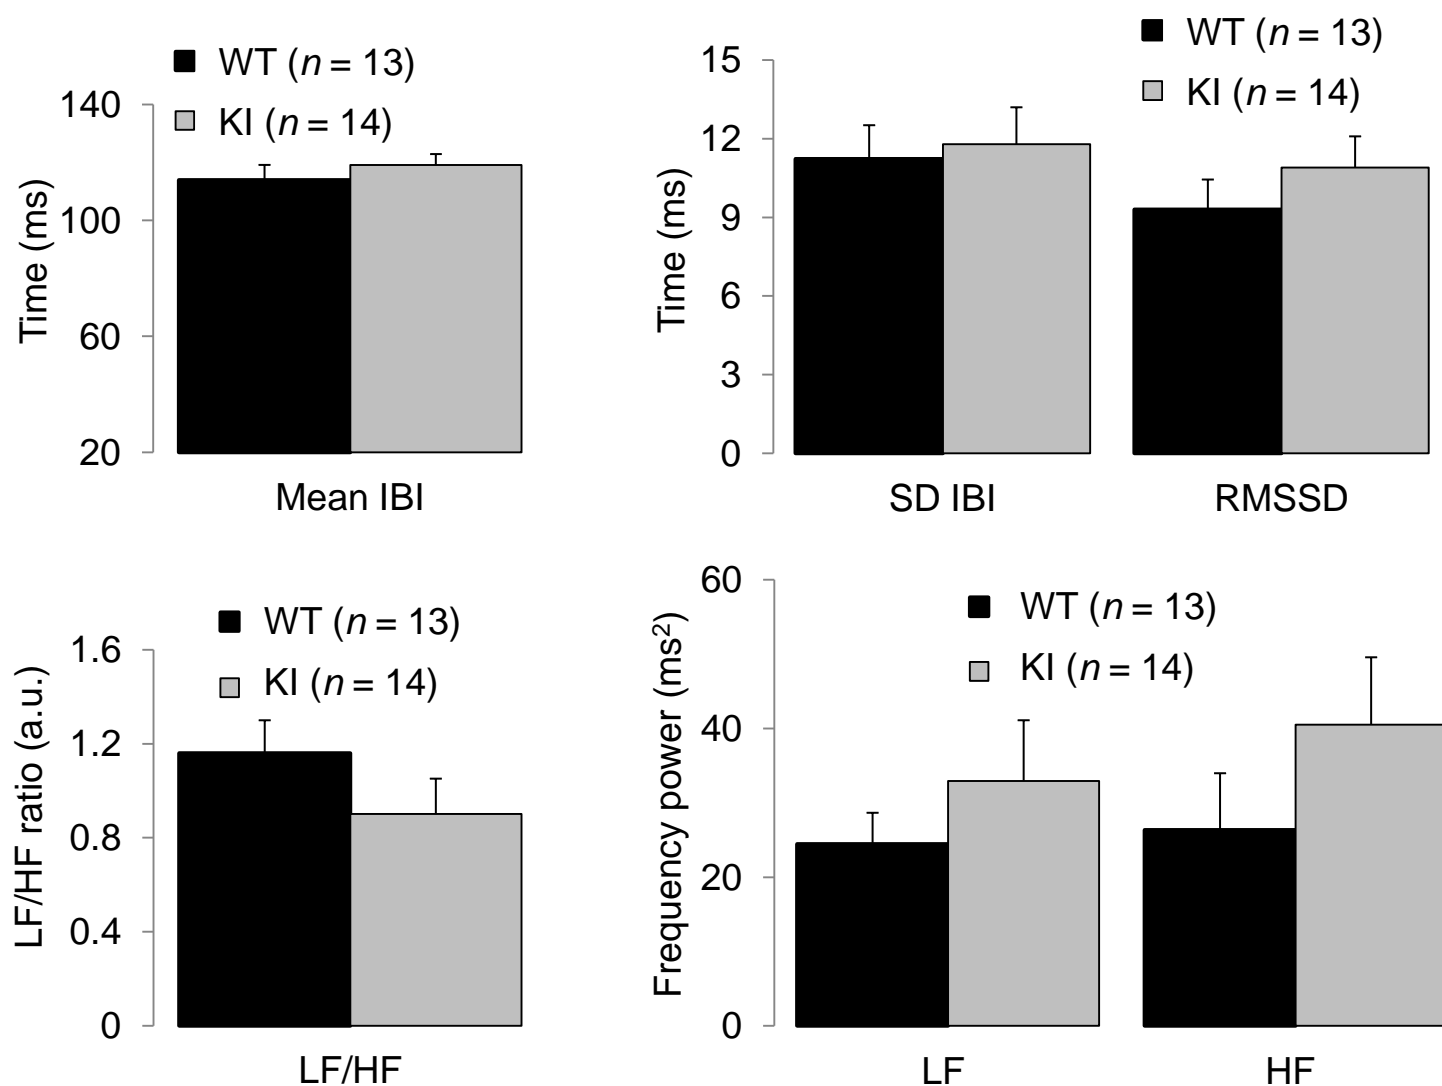 WT (n = 13)
KI (n = 14)
Time (ms)
140
100
60
20
Mean IBI
WT (n = 13)
KI (n = 14)
Time (ms)
15
12
9
6
3
0
SD IBI
RMSSD
WT (n = 13)
KI (n = 14)
LF/HF ratio (a.u.)
1.6
1.2
0.8
0.4
0
LF/HF
WT (n = 13)
KI (n = 14)
Frequency power (ms²)
60
40
20
0
LF
HF